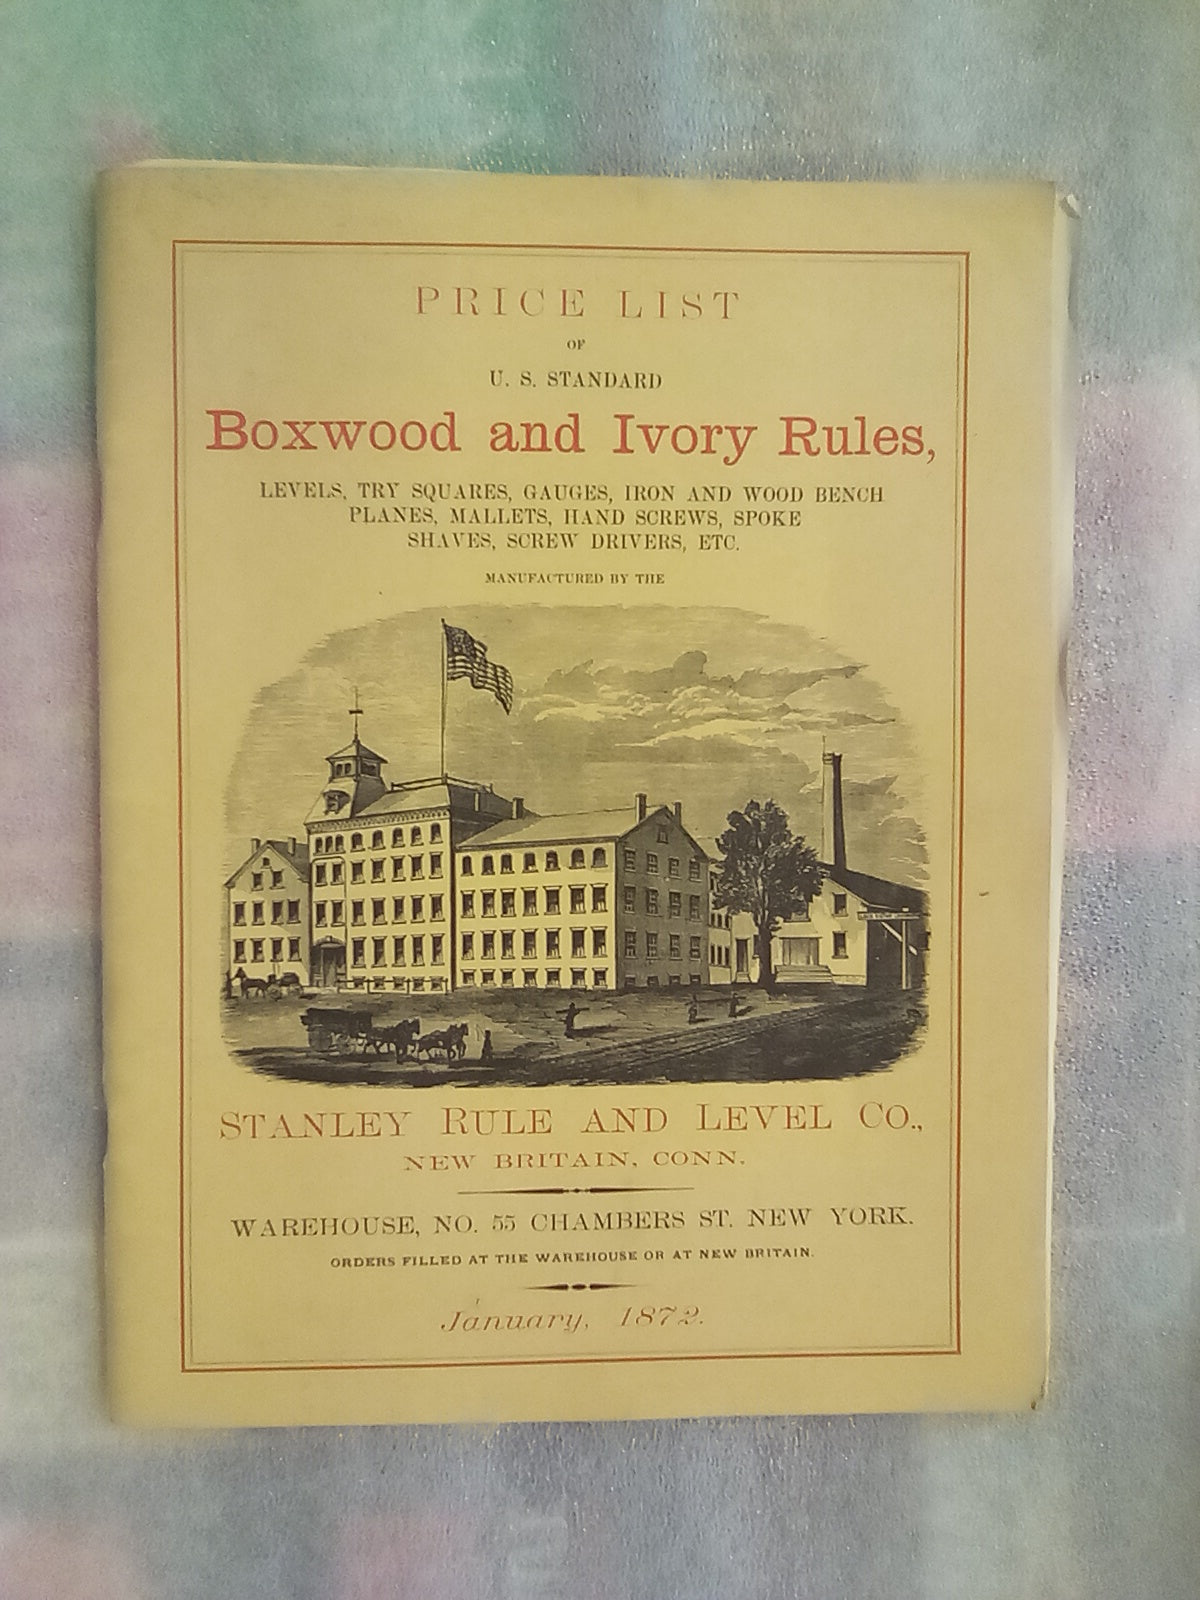 PRICE LIST
OF
U. S. STANDARD
Boxwood and Ivory Rules,
LEVELS, TRY SQUARES, GAUGES, IRON AND WOOD BENCH
PLANES, MALLETS, HAND SCREWS, SPOKE
SHAVES, SCREW DRIVERS, ETC.
MANUFACTURED BY THE
STANLEY RULE AND LEVEL CO.,
NEW BRITAIN, CONN.
WAREHOUSE, NO. 55 CHAMBERS ST. NEW YORK.
ORDERS FILLED AT THE WAREHOUSE OR AT NEW BRITAIN.
January, 1872.